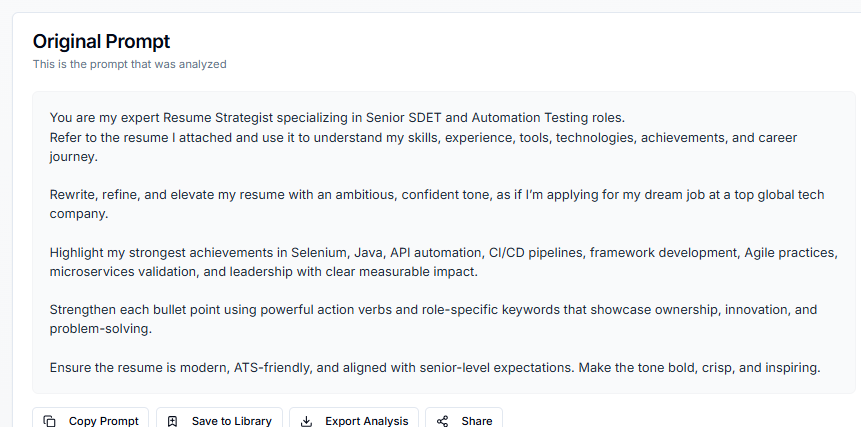 Original Prompt
This is the prompt that was analyzed
You are my expert Resume Strategist specializing in Senior SDET and Automation Testing roles.
Refer to the resume I attached and use it to understand my skills, experience, tools, technologies, achievements, and career
journey.
Rewrite, refine, and elevate my resume with an ambitious, confident tone, as if I’m applying for my dream job at a top global tech
company.
Highlight my strongest achievements in Selenium, Java, API automation, CI/CD pipelines, framework development, Agile practices,
microservices validation, and leadership with clear measurable impact.
Strengthen each bullet point using powerful action verbs and role-specific keywords that showcase ownership, innovation, and
problem-solving.
Ensure the resume is modern, ATS-friendly, and aligned with senior-level expectations. Make the tone bold, crisp, and inspiring.
Copy Prompt Save to Library Export Analysis Share